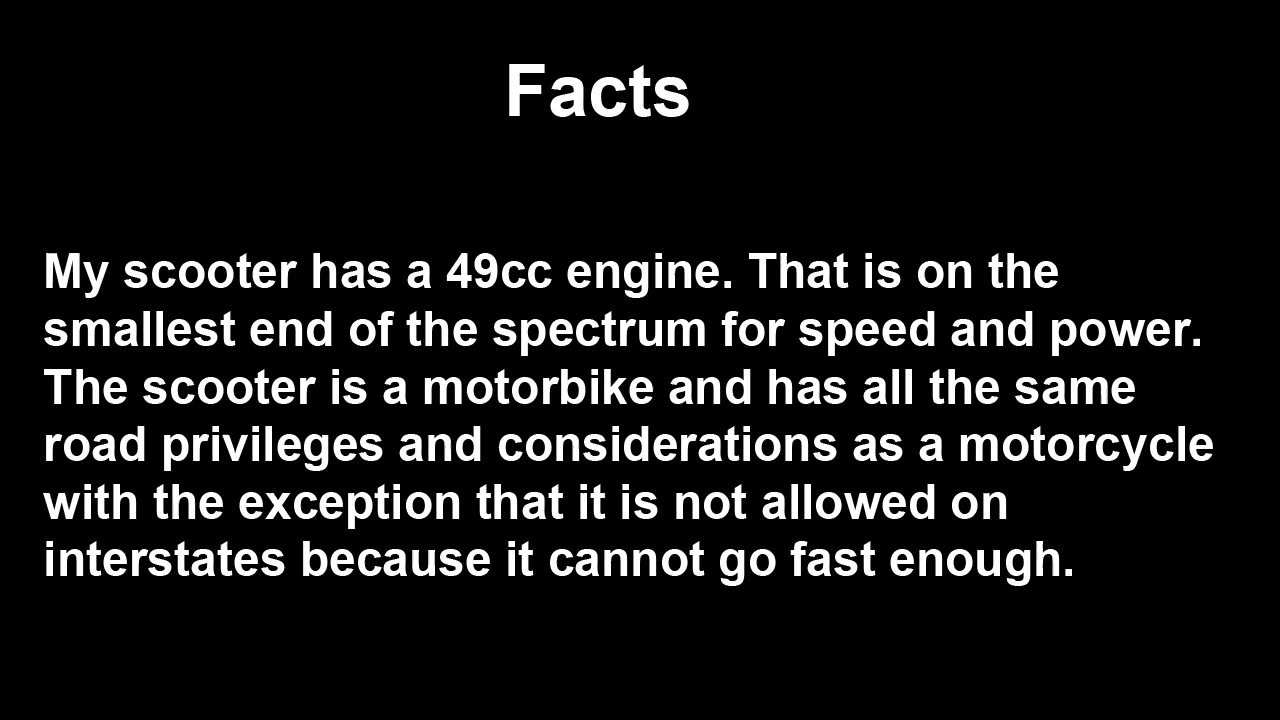 Facts
My scooter has a 49cc engine. That is on the
smallest end of the spectrum for speed and power.
The scooter is a motorbike and has all the same
road privileges and considerations as a motorcycle
with the exception that it is not allowed on
interstates because it cannot go fast enough.